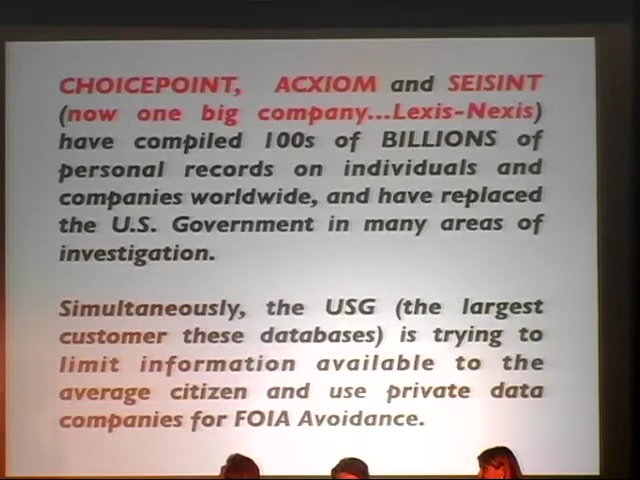 CHOICEPOINT, ACXIOM and SEISINT
(now one big company...Lexis-Nexis)
have compiled 100s of BILLIONS of
personal records on individuals and
companies worldwide, and have replaced
the U.S. Government in many areas of
investigation.
Simultaneously, the USG (the largest
customer these databases) is trying to
limit information available to the
average citizen and use private data
companies for FOIA Avoidance.